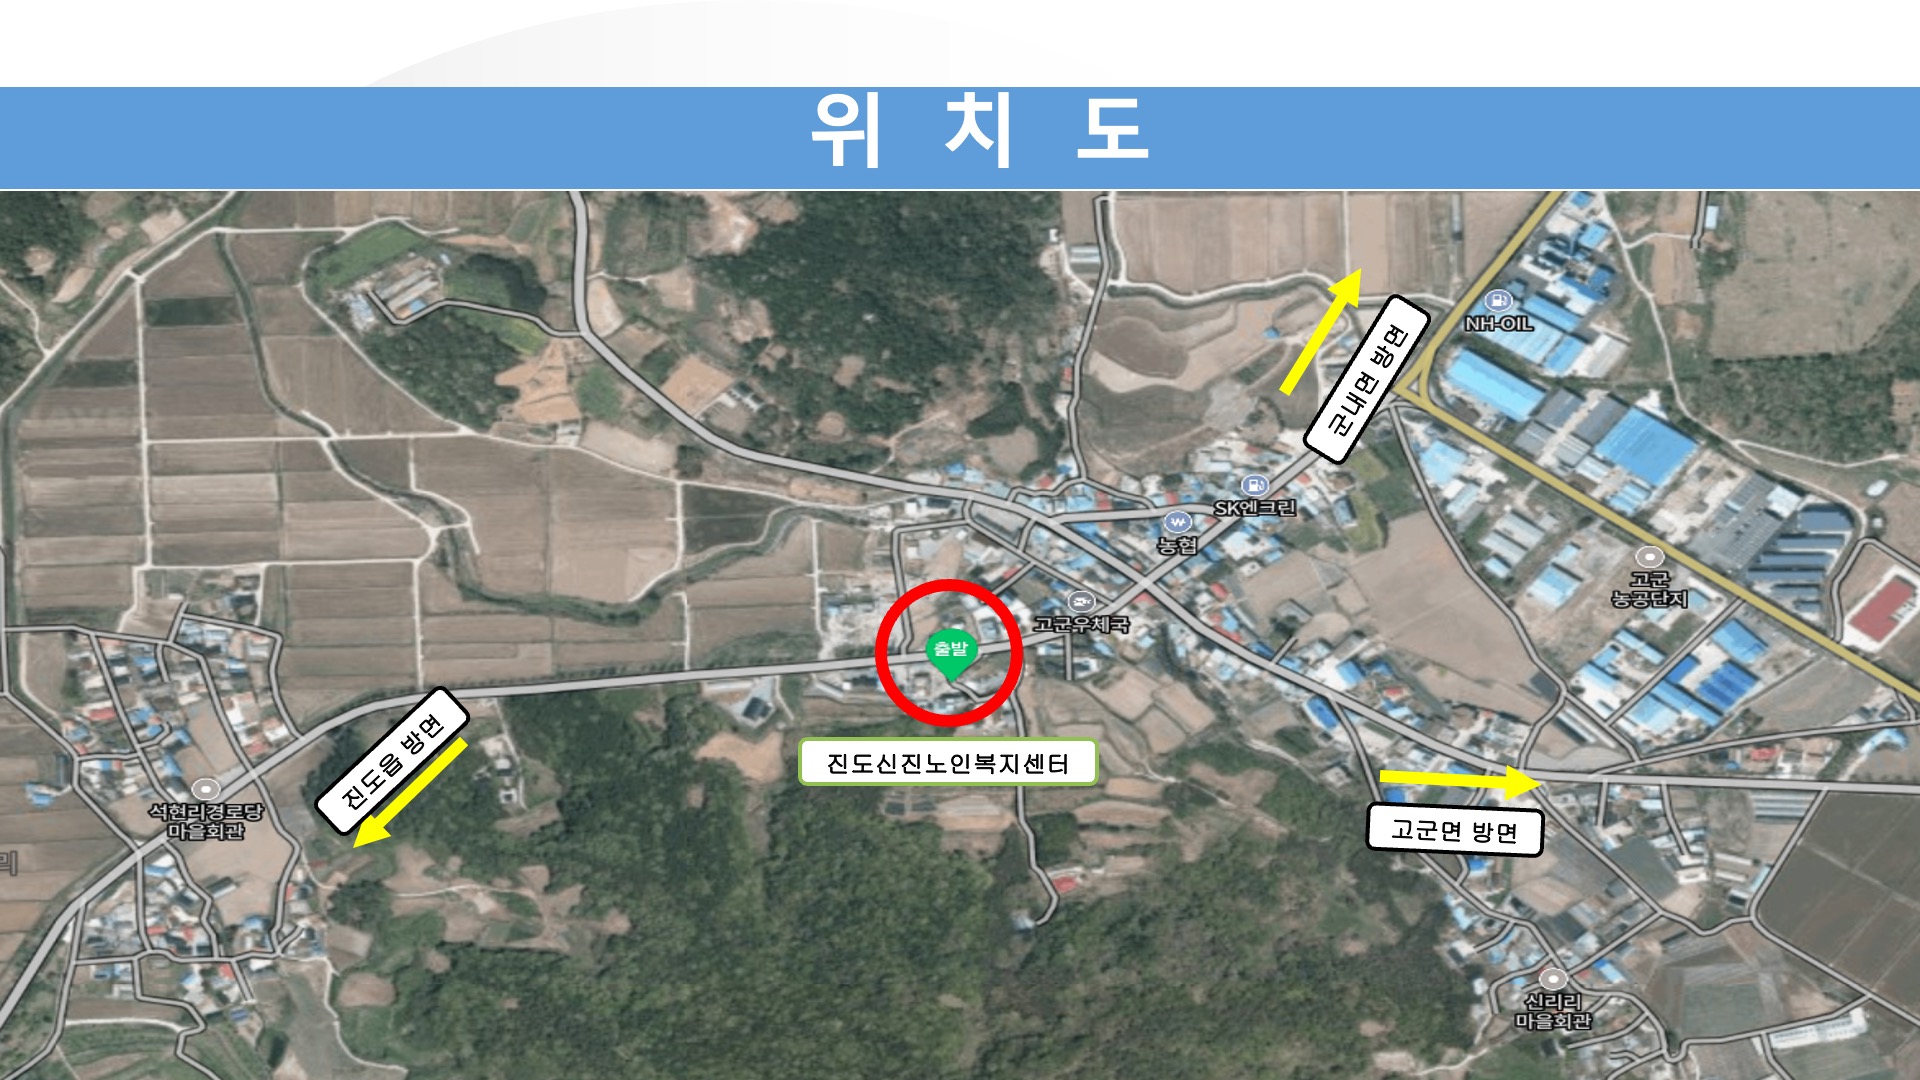 위 치 도
NH-OIL
군내면 방면
SK엔크린
농협
고군
농공단지
고군우체국
출발
진도읍 방면
진도신진노인복지센터
석현리경로당
마을회관
리
고군면 방면
신리리
마을회관